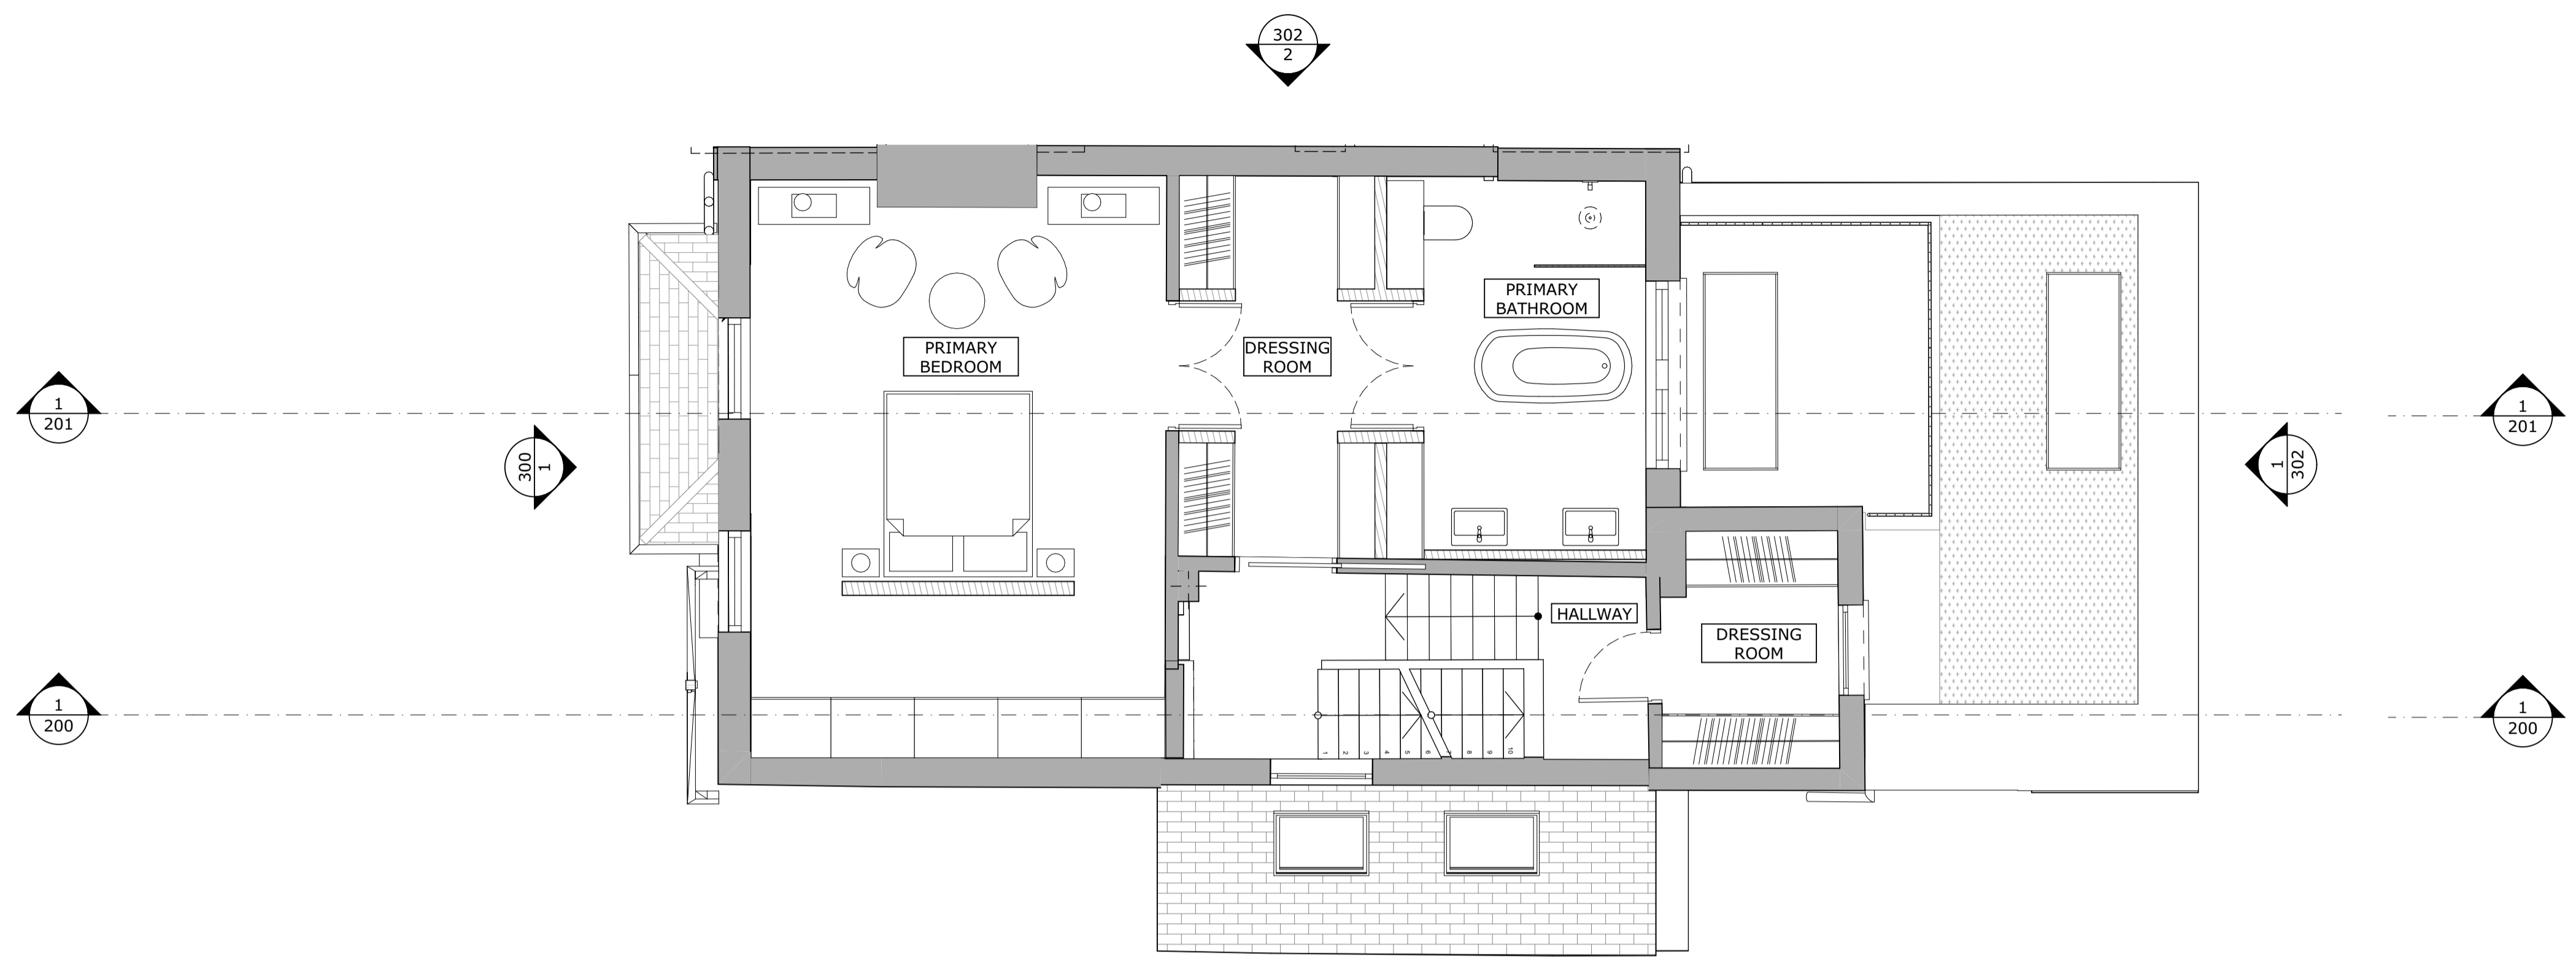 302
2
PRIMARY
BATHROOM
PRIMARY
BEDROOM
DRESSING
ROOM
1
201
1
201
300
1
1
302
HALLWAY
DRESSING
ROOM
1
200
1
200
1 2 3 4 5 6 7 8 9 10